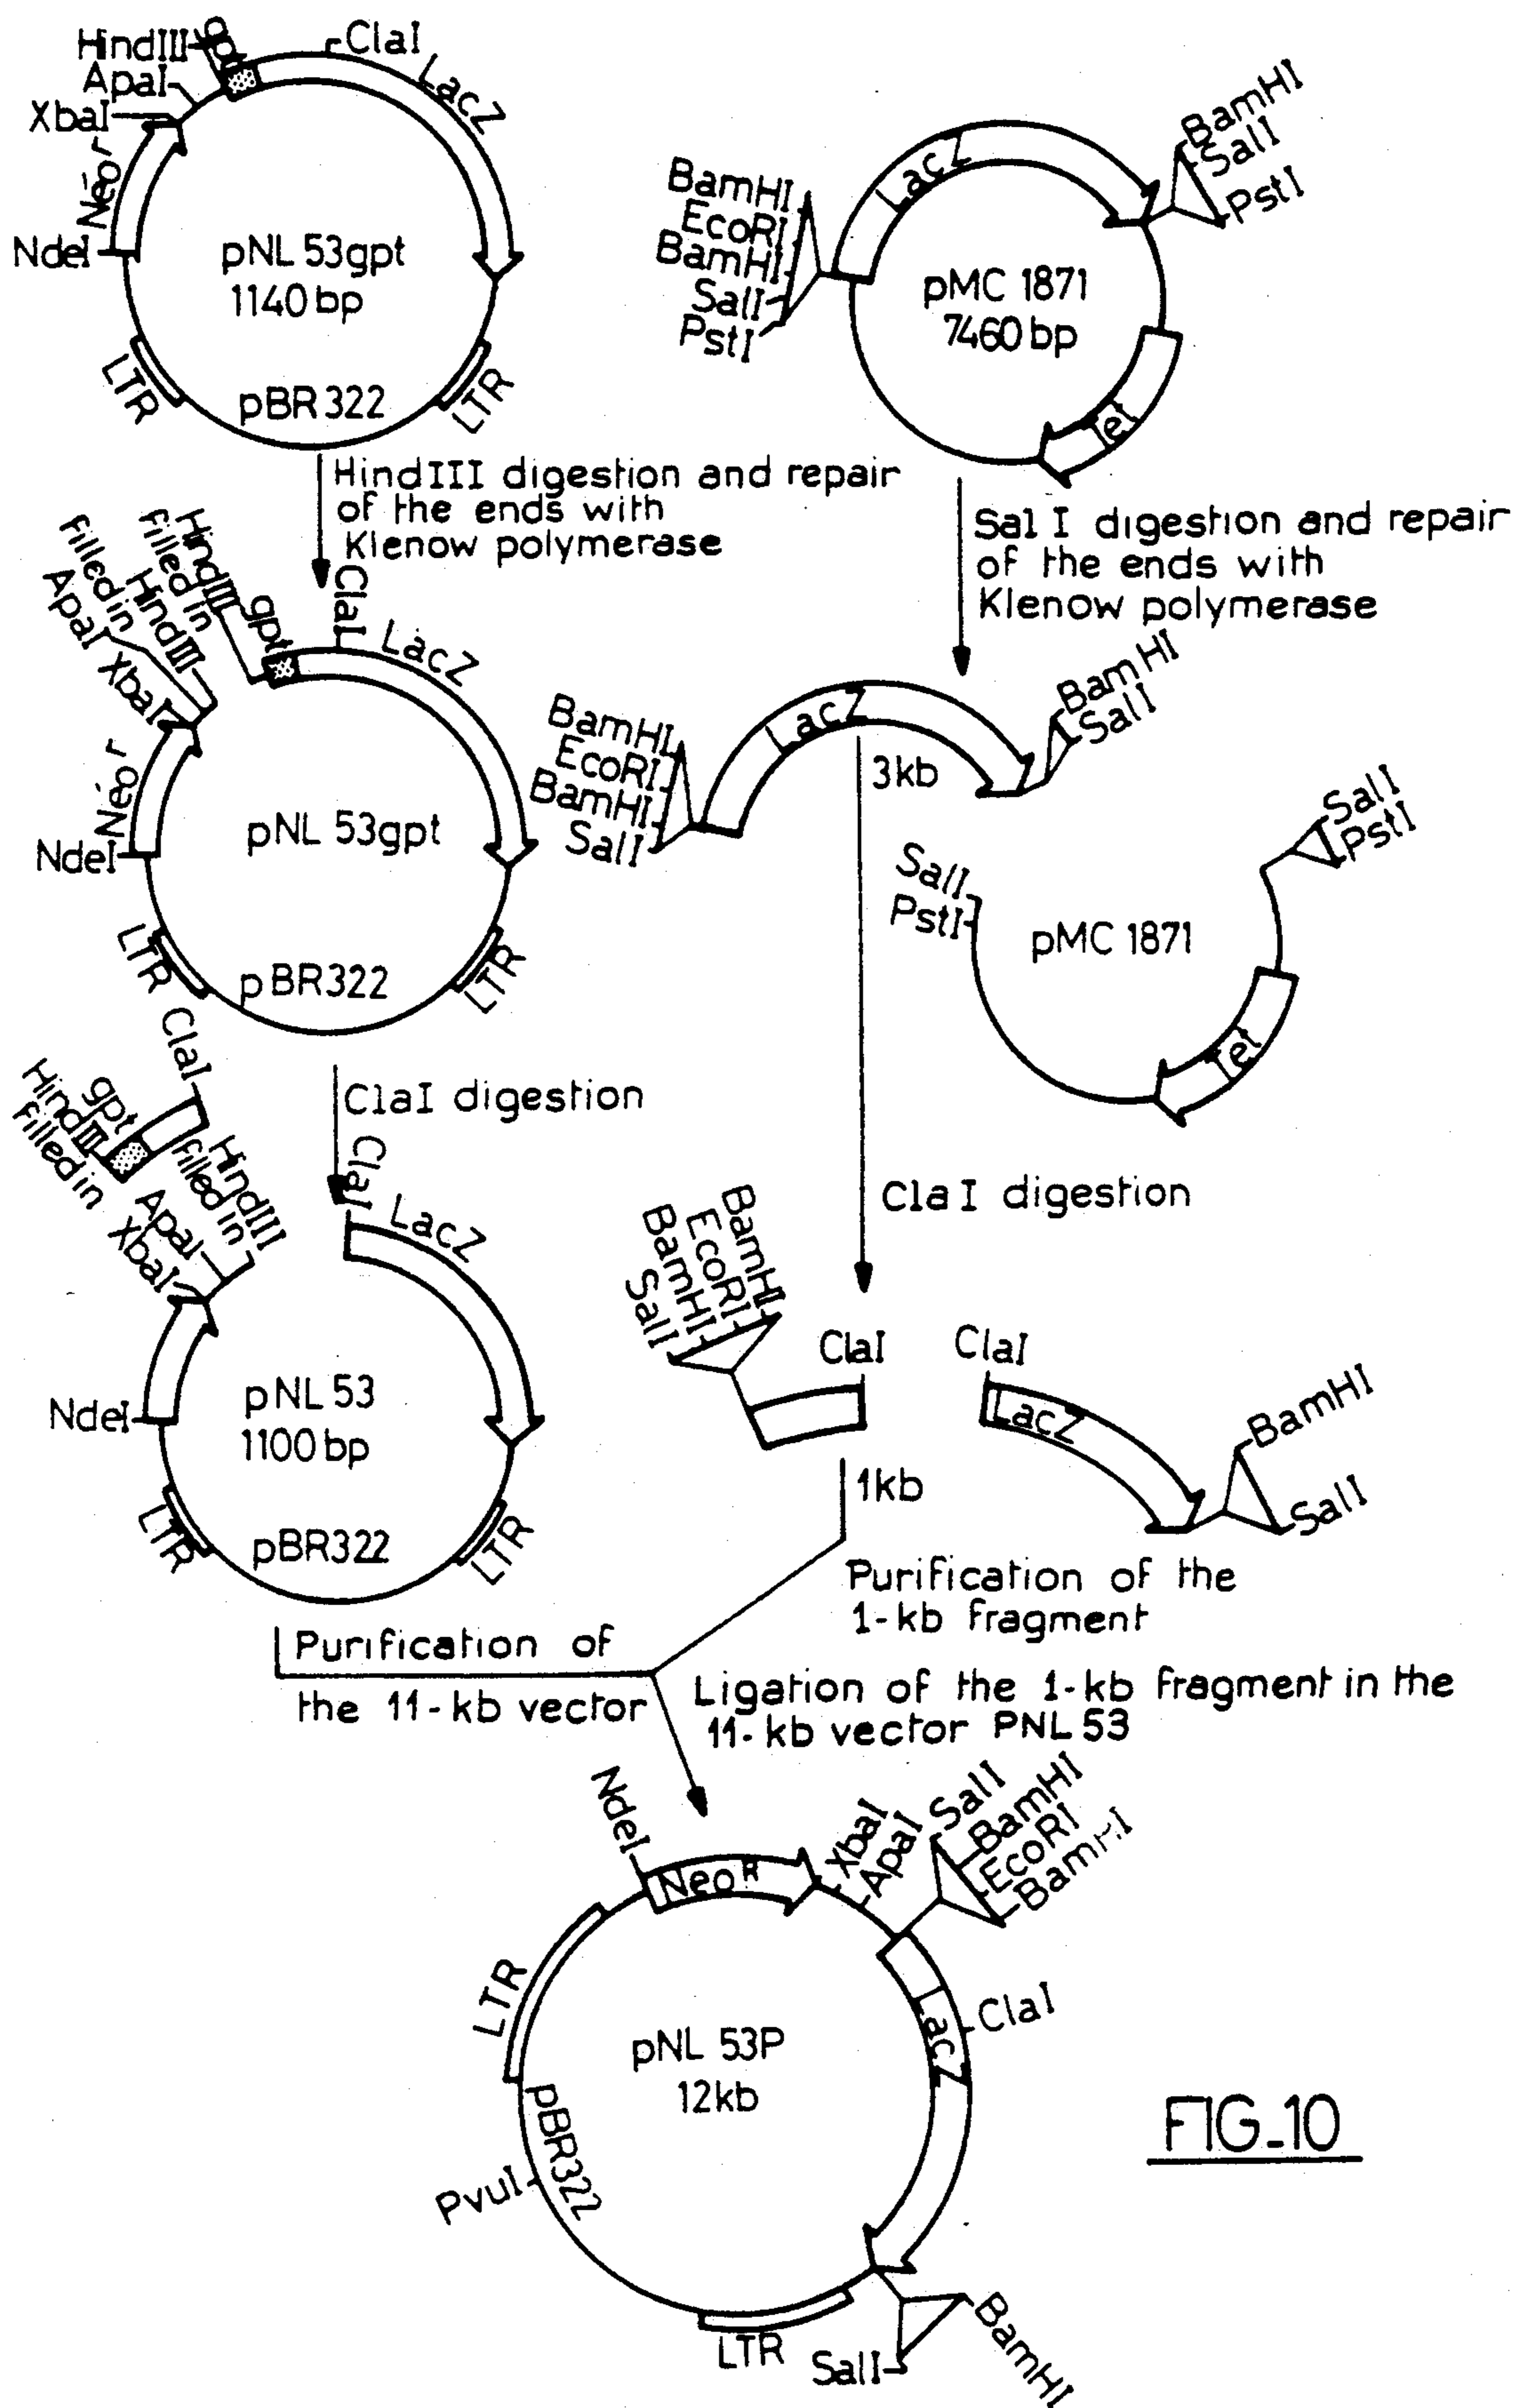 HindIII
gpt
ClaI
ApaI
LacZ
XbaI
Neo r
NdeI
pNL 53gpt
1140 bp
LTR
pBR 322
LTR
BamHI
SalI
PstI
LacZ
BamHI
EcoRI
BamHI
SalI
PstI
pMC 1871
7460 bp
Tet
HindIII digestion and repair
of the ends with
Klenow polymerase
Sal I digestion and repair
of the ends with
Klenow polymerase
HindIII
Filled in
HindIII
Filled in
ApaI
XbaI
gpt
ClaI
LacZ
Neo r
NdeI
pNL 53gpt
LTR
pBR322
LTR
BamHI
EcoRI
BamHI
SalI
LacZ
BamHI
SalI
3kb
SalI
PstI
SalI
PstI
pMC 1871
Tet
ClaI digestion
ClaI
gpt
HindIII
Filled in
HindIII
filled in
ApaI
XbaI
ClaI
LacZ
NdeI
pNL 53
1100 bp
LTR
pBR322
LTR
Cla I digestion
BamHI
EcoRI
BamHI
SalI
ClaI
ClaI
LacZ
BamHI
SalI
1kb
Purification of the
1-kb fragment
Purification of
the 11-kb vector
Ligation of the 1-kb fragment in the
11-kb vector PNL 53
NdeI
Neo R
XbaI
ApaI
SalI
BamHI
EcoRI
BamHI
LTR
ClaI
LacZ
pNL 53P
12kb
pBR322
PvuI
LTR
SalI
BamHI
FIG_10